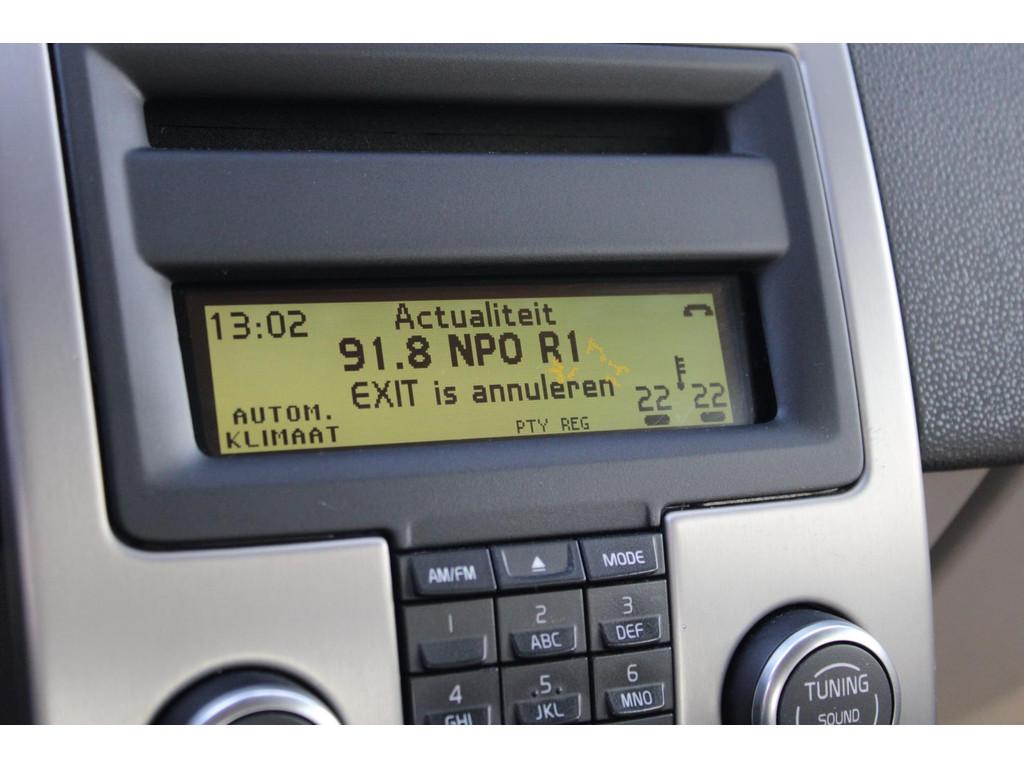 13:02 Actualiteit
91.8 NPO R1
EXIT is annuleren
AUTOM.
KLIMAAT
PTY REG
22 22
AM/FM MODE
1 2 3
ABC DEF
4 5 6
GHI JKL MNO
TUNING
SOUND